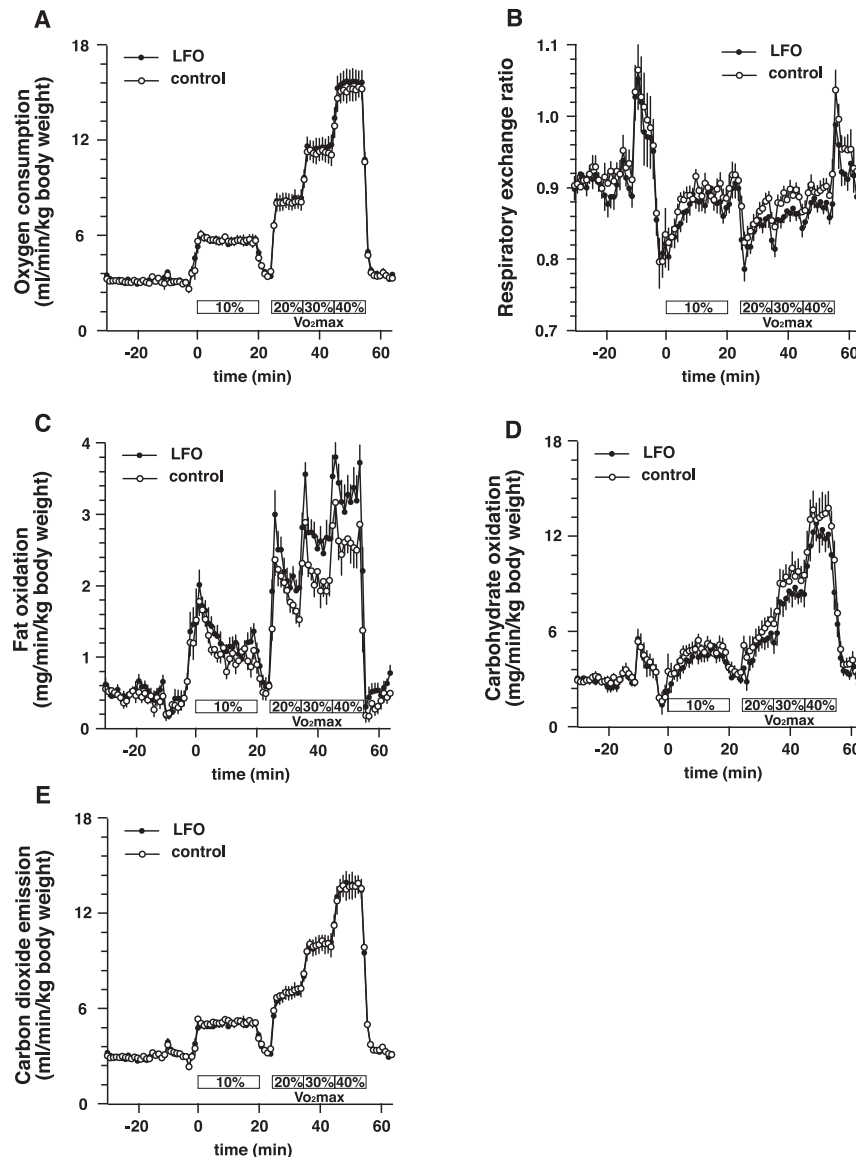 A
Oxygen consumption
(ml/min/kg body weight)
18
12
6
0
LFO
control
10%
20% 30% 40%
Vo₂max
-20 0 20 40 60
time (min)
B
Respiratory exchange ratio
1.1
1.0
0.9
0.8
0.7
LFO
control
10%
20% 30% 40%
Vo₂max
-20 0 20 40 60
time (min)
C
Fat oxidation
(mg/min/kg body weight)
4
3
2
1
0
LFO
control
10%
20% 30% 40%
Vo₂max
-20 0 20 40 60
time (min)
D
Carbohydrate oxidation
(mg/min/kg body weight)
18
12
6
0
LFO
control
10%
20% 30% 40%
Vo₂max
-20 0 20 40 60
time (min)
E
Carbon dioxide emission
(ml/min/kg body weight)
18
12
6
0
LFO
control
10%
20% 30% 40%
Vo₂max
-20 0 20 40 60
time (min)